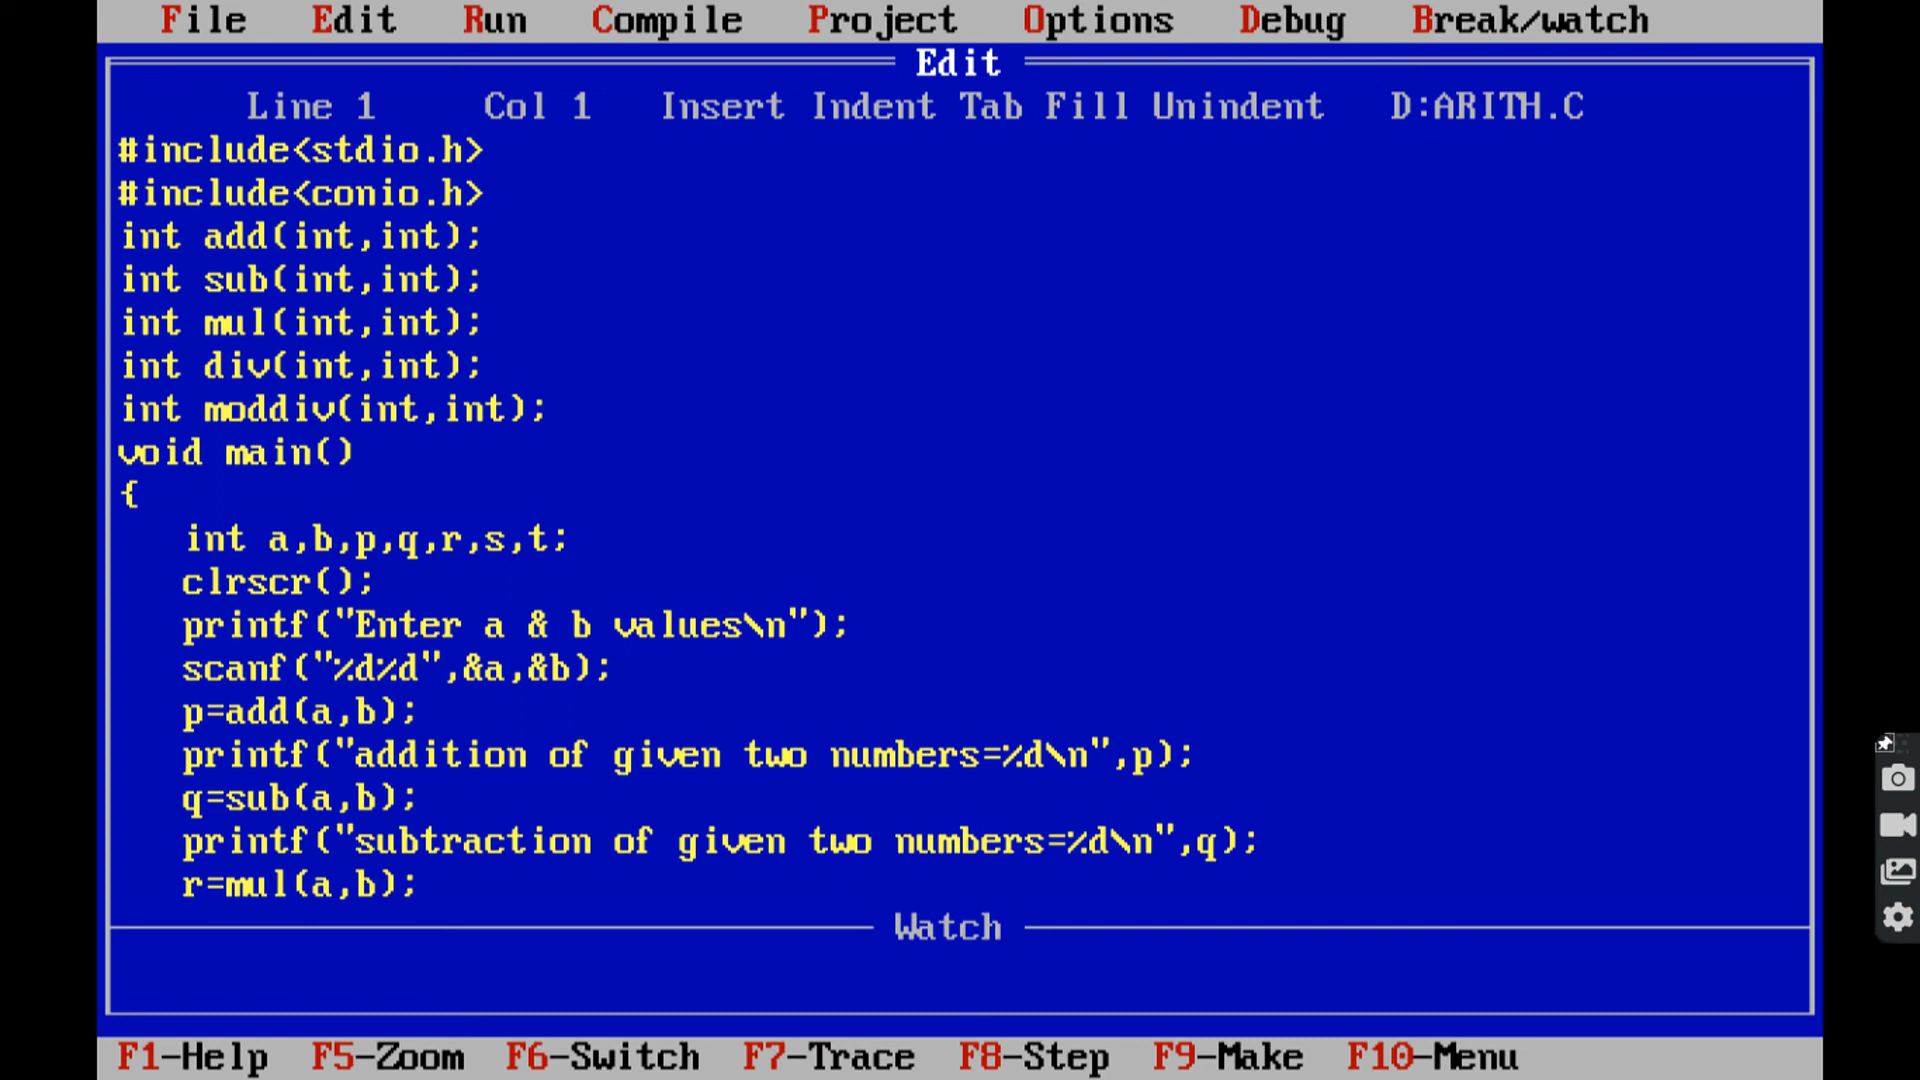 File Edit Run Compile Project Options Debug Break/watch
Edit
Line 1 Col 1 Insert Indent Tab Fill Unindent D:ARITH.C
#include<stdio.h>
#include<conio.h>
int add(int,int);
int sub(int,int);
int mul(int,int);
int div(int,int);
int moddiv(int,int);
void main()
{
int a,b,p,q,r,s,t;
clrscr();
printf("Enter a & b values\n");
scanf("%d%d",&a,&b);
p=add(a,b);
printf("addition of given two numbers=%d\n",p);
q=sub(a,b);
printf("subtraction of given two numbers=%d\n",q);
r=mul(a,b);
Watch
F1-Help F5-Zoom F6-Switch F7-Trace F8-Step F9-Make F10-Menu